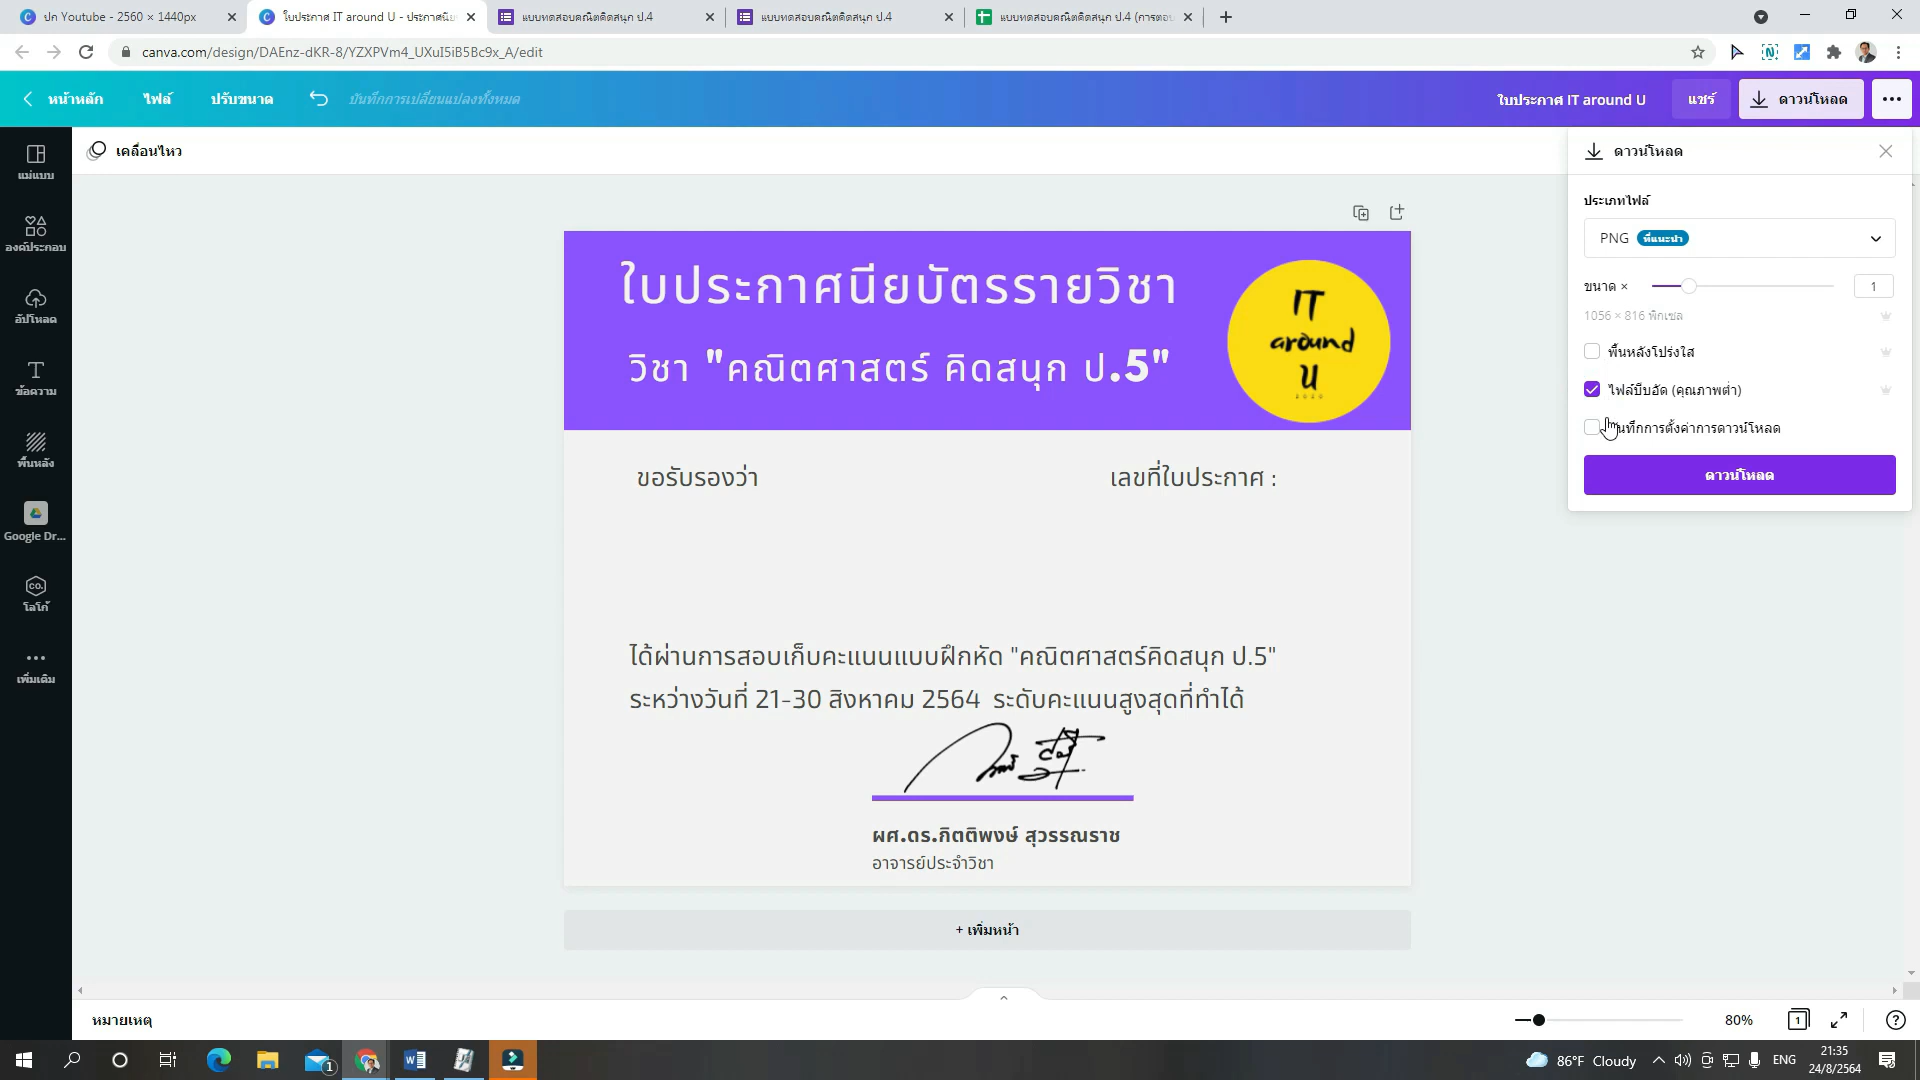 ปก Youtube - 2560 × 1440px
ใบประกาศ IT around U - ประกาศนีย
แบบทดสอบคณิตคิดสนุก ป.4
แบบทดสอบคณิตคิดสนุก ป.4
แบบทดสอบคณิตคิดสนุก ป.4 (การตอบ
canva.com/design/DAEnz-dKR-8/YZXPVm4_UXuI5iB5Bc9x_A/edit
หน้าหลัก
ไฟล์
ปรับขนาด
บันทึกการเปลี่ยนแปลงทั้งหมด
ใบประกาศ IT around U
แชร์
ดาวน์โหลด
เคลื่อนไหว
แม่แบบ
องค์ประกอบ
อัปโหลด
ข้อความ
พื้นหลัง
Google Dr...
CO.
โลโก้
เพิ่มเติม
ใบประกาศนียบัตรรายวิชา
วิชา "คณิตศาสตร์ คิดสนุก ป.5"
IT
around
U
2020
ขอรับรองว่า
เลขที่ใบประกาศ :
ได้ผ่านการสอบเก็บคะแนนแบบฝึกหัด "คณิตศาสตร์คิดสนุก ป.5"
ระหว่างวันที่ 21-30 สิงหาคม 2564 ระดับคะแนนสูงสุดที่ทำได้
ผศ.ดร.กิตติพงษ์ สุวรรณราช
อาจารย์ประจำวิชา
+ เพิ่มหน้า
ดาวน์โหลด
ประเภทไฟล์
PNG ที่แนะนำ
ขนาด × 1
1056 × 816 พิกเซล
พื้นหลังโปร่งใส
ไฟล์บีบอัด (คุณภาพต่ำ)
นทึกการตั้งค่าการดาวน์โหลด
ดาวน์โหลด
หมายเหตุ
80%
1
1
86°F Cloudy
ENG
21:35
24/8/2564